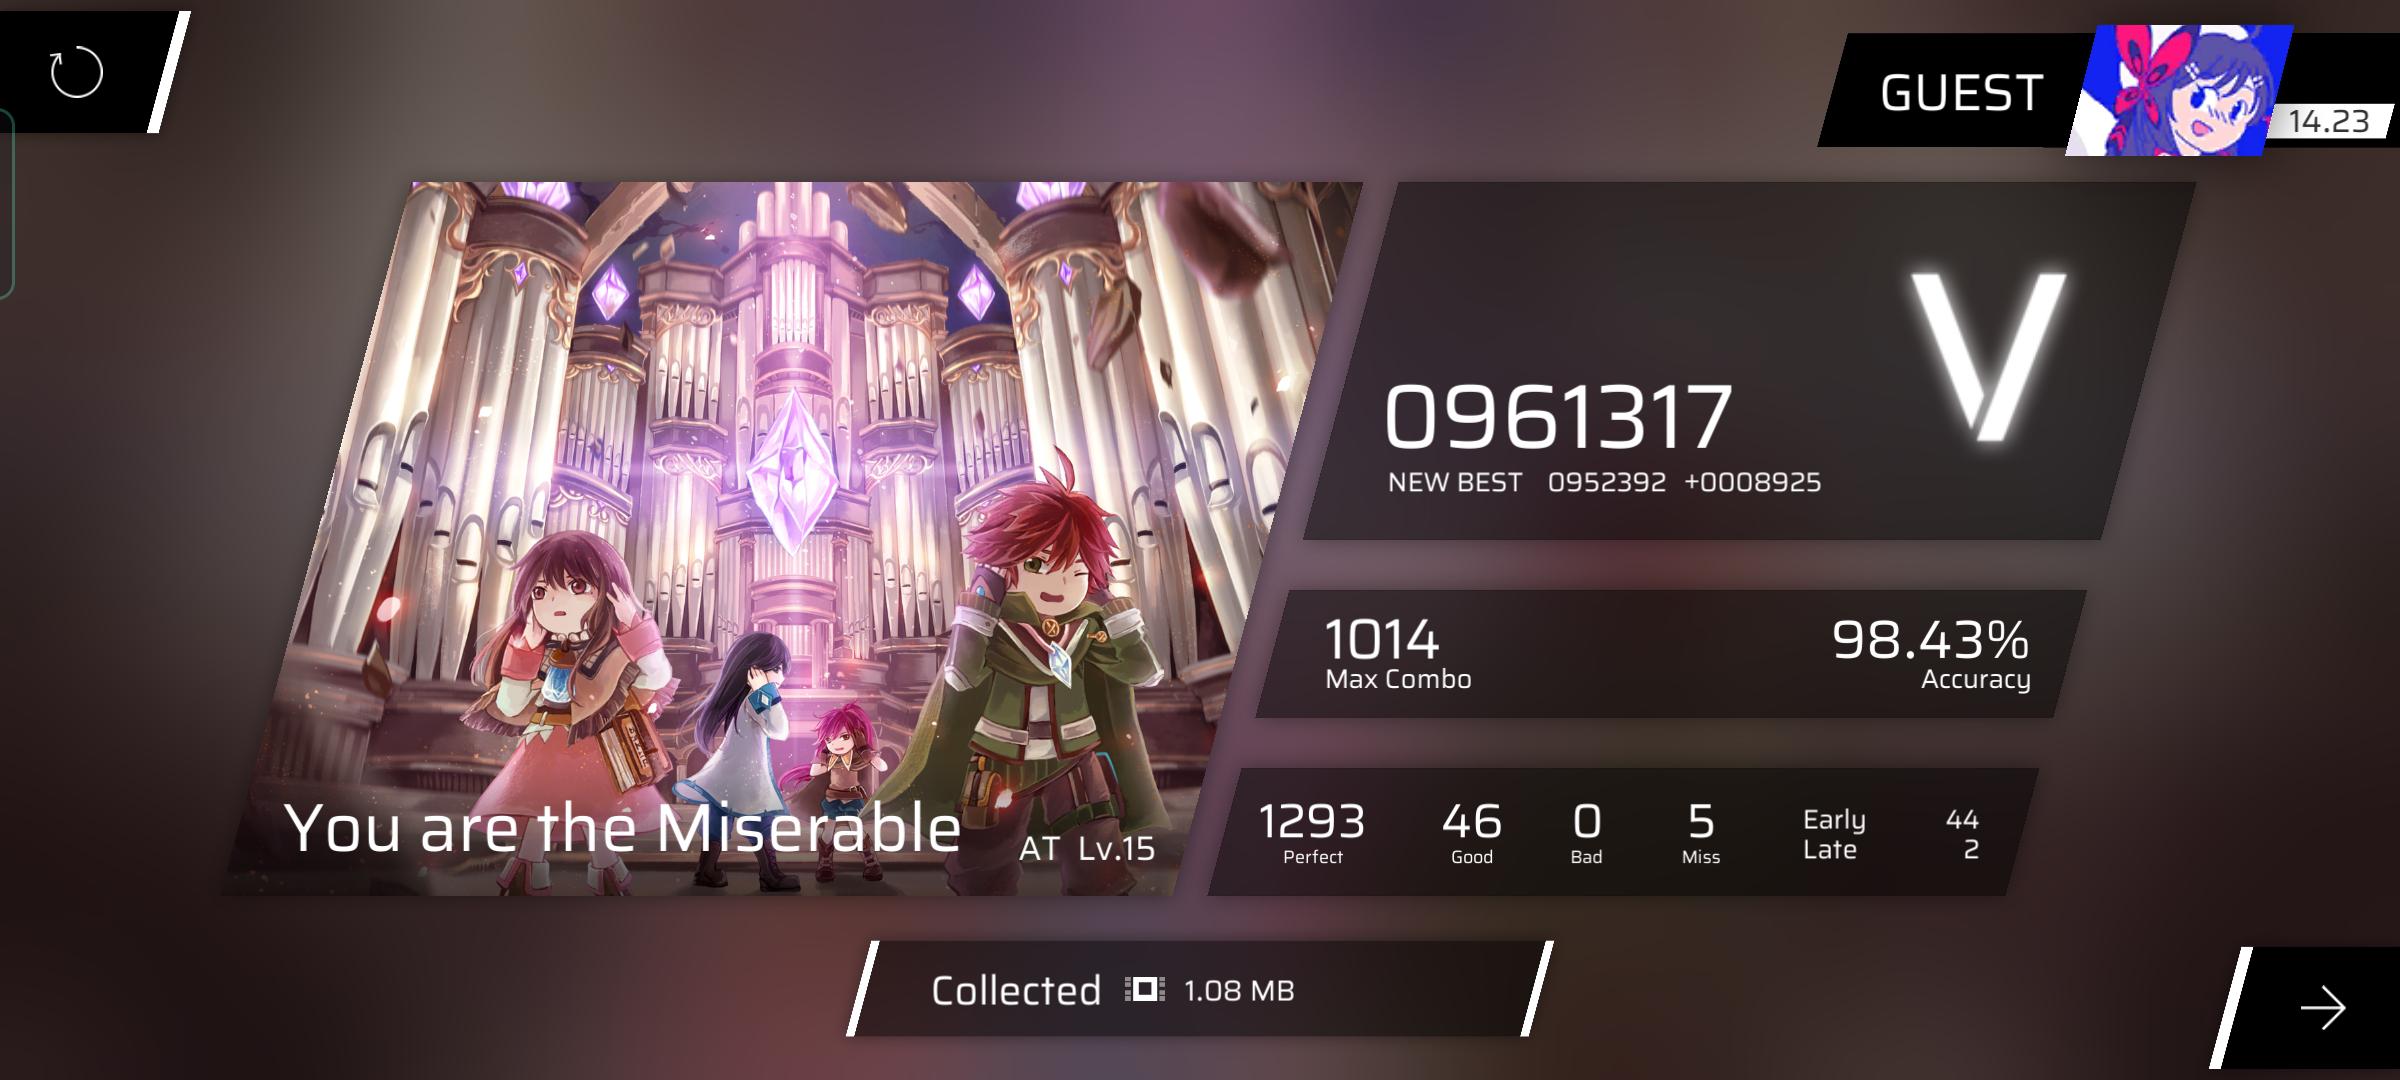 GUEST
14.23
V
0961317
NEW BEST 0952392 +0008925
1014
Max Combo
98.43%
Accuracy
You are the Miserable AT Lv.15
1293
Perfect
46
Good
0
Bad
5
Miss
Early 44
Late 2
Collected 1.08 MB